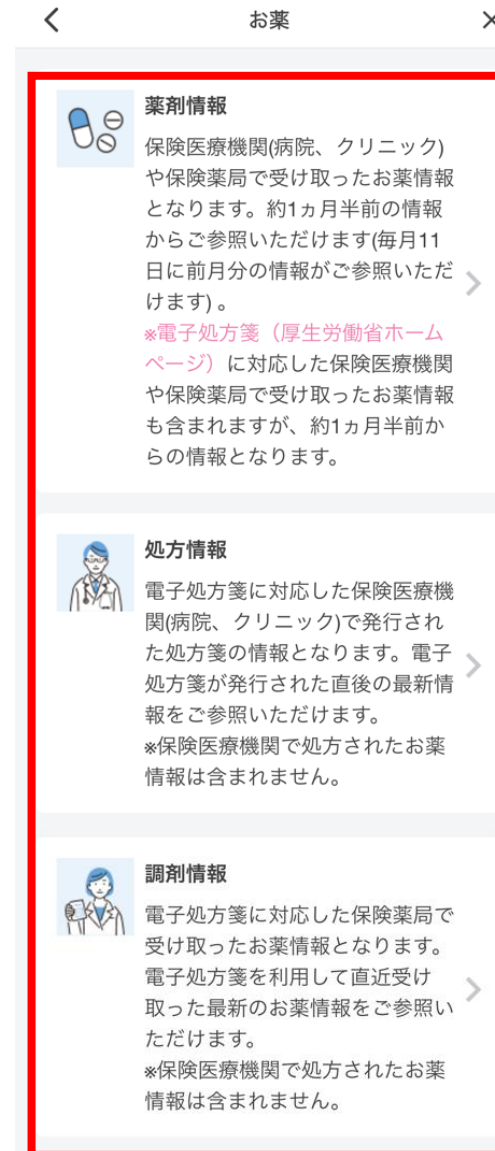 お薬
薬剤情報
保険医療機関(病院、クリニック)
や保険薬局で受け取ったお薬情報
となります。約1ヵ月半前の情報
からご参照いただけます(毎月11
日に前月分の情報がご参照いただ
けます) 。
※電子処方箋（厚生労働省ホーム
ページ）に対応した保険医療機関
や保険薬局で受け取ったお薬情報
も含まれますが、約1ヵ月半前か
らの情報となります。
処方情報
電子処方箋に対応した保険医療機
関(病院、クリニック)で発行され
た処方箋の情報となります。電子
処方箋が発行された直後の最新情
報をご参照いただけます。
※保険医療機関で処方されたお薬
情報は含まれません。
調剤情報
電子処方箋に対応した保険薬局で
受け取ったお薬情報となります。
電子処方箋を利用して直近受け
取った最新のお薬情報をご参照い
ただけます。
※保険医療機関で処方されたお薬
情報は含まれません。